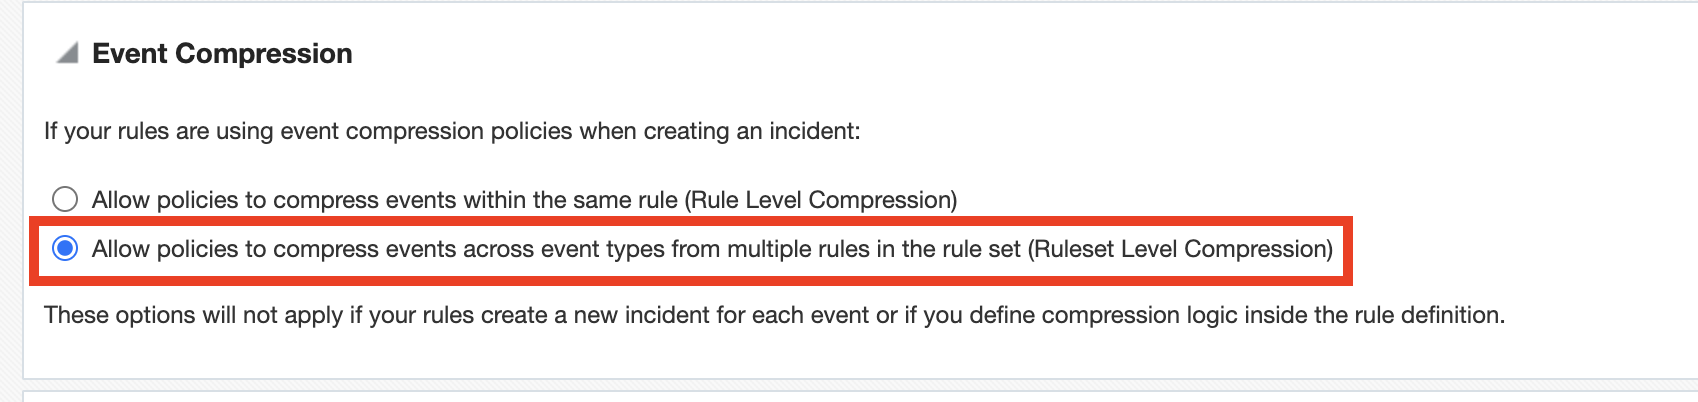 Event Compression
If your rules are using event compression policies when creating an incident:
Allow policies to compress events within the same rule (Rule Level Compression)
Allow policies to compress events across event types from multiple rules in the rule set (Ruleset Level Compression)
These options will not apply if your rules create a new incident for each event or if you define compression logic inside the rule definition.